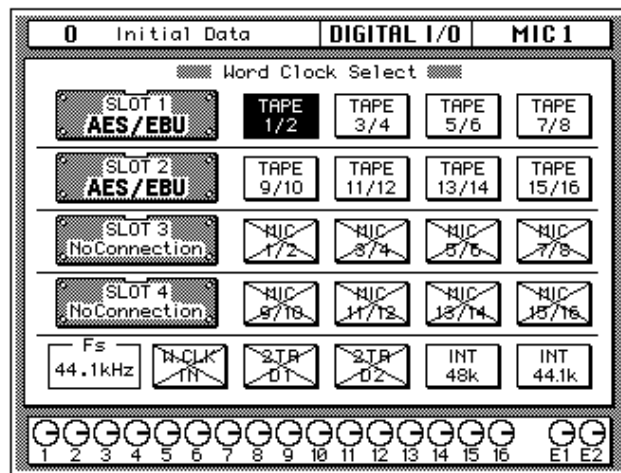 0 Initial Data DIGITAL I/O MIC 1
Word Clock Select
SLOT 1
AES/EBU
TAPE 1/2
TAPE 3/4
TAPE 5/6
TAPE 7/8
SLOT 2
AES/EBU
TAPE 9/10
TAPE 11/12
TAPE 13/14
TAPE 15/16
SLOT 3
NoConnection
MIC 1/2
MIC 3/4
MIC 5/6
MIC 7/8
SLOT 4
NoConnection
MIC 9/10
MIC 11/12
MIC 13/14
MIC 15/16
Fs
44.1kHz
W.CLK IN
2TR D1
2TR D2
INT 48k
INT 44.1k
1 2 3 4 5 6 7 8 9 10 11 12 13 14 15 16 E1 E2